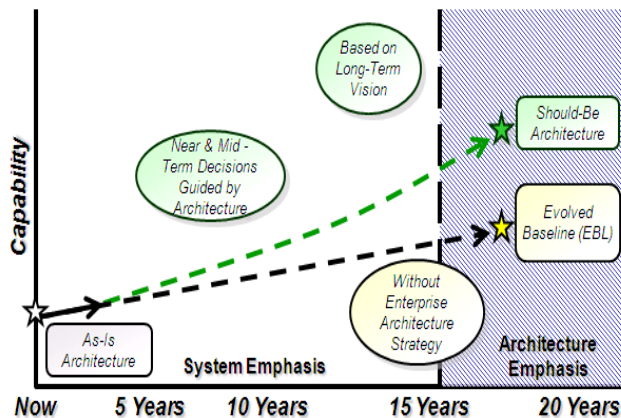 Based on
Long-Term
Vision
Should-Be
Architecture
Near & Mid -
Term Decisions
Guided by
Architecture
Capability
Evolved
Baseline (EBL)
Without
Enterprise
Architecture
Strategy
As-Is
Architecture
System Emphasis
Architecture
Emphasis
Now 5 Years 10 Years 15 Years 20 Years